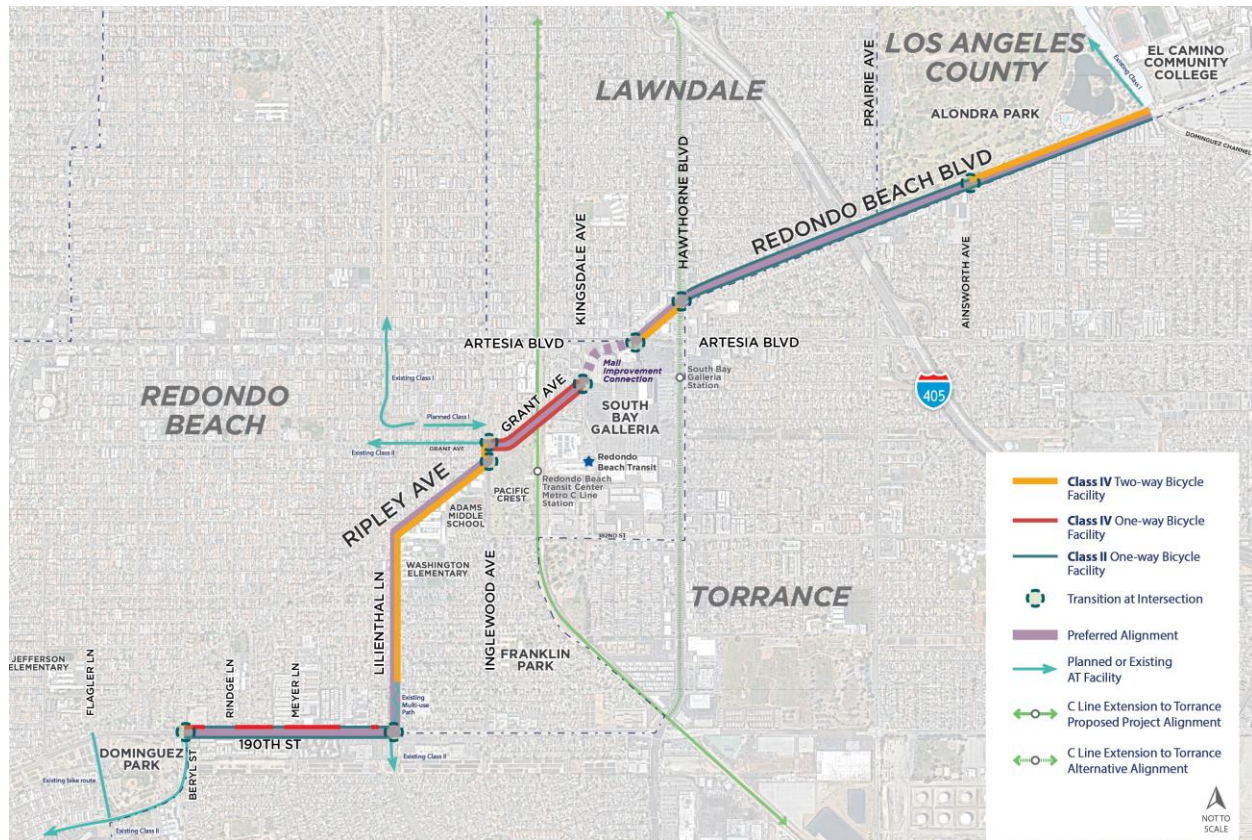 LOS ANGELES
COUNTY
EL CAMINO
COMMUNITY
COLLEGE
Existing Class I
LAWNDALE
PRAIRIE AVE
ALONDRA PARK
DOMINGUEZ CHANNEL
HAWTHORNE BLVD
REDONDO BEACH BLVD
KINGSDALE AVE
AINSWORTH AVE
ARTESIA BLVD
ARTESIA BLVD
Mall
Improvement
Connection
South Bay
Galleria
Station
405
Existing Class I
REDONDO
BEACH
GRANT AVE
SOUTH
BAY
GALLERIA
Planned Class I
GRANT AVE
Existing Class II
Redondo
Beach Transit
RIPLEY AVE
PACIFIC
CREST
Redondo Beach
Transit Center
Metro C Line
Station
ADAMS
MIDDLE
SCHOOL
182ND ST
WASHINGTON
ELEMENTARY
INGLEWOOD AVE
TORRANCE
LILIENTHAL LN
FRANKLIN
PARK
JEFFERSON
ELEMENTARY
FLAGLER LN
RINDGE LN
MEYER LN
Existing
Multi-use
Path
190TH ST
DOMINGUEZ
PARK
BERYL ST
Existing Class II
Existing bike route
Existing Class II
Class IV Two-way Bicycle
Facility
Class IV One-way Bicycle
Facility
Class II One-way Bicycle
Facility
Transition at Intersection
Preferred Alignment
Planned or Existing
AT Facility
C Line Extension to Torrance
Proposed Project Alignment
C Line Extension to Torrance
Alternative Alignment
NOT TO
SCALE